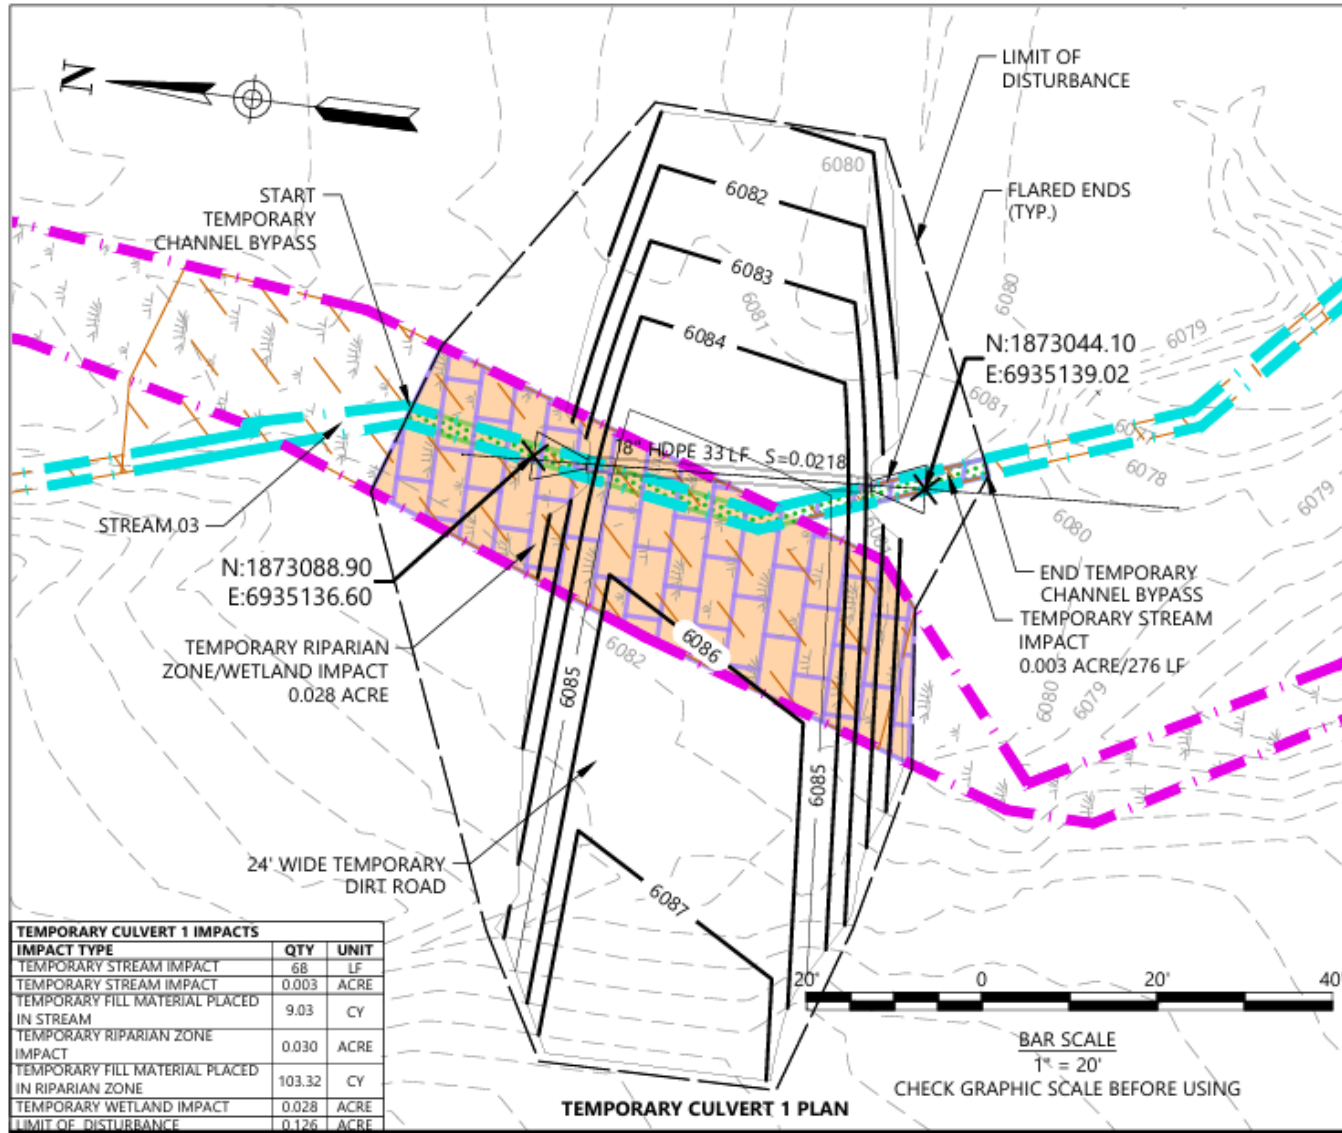 LIMIT OF
DISTURBANCE
N
6080
6082
START
TEMPORARY
CHANNEL BYPASS
FLARED ENDS
(TYP.)
6083
6080
6081
6084
6079
N:1873044.10
E:6935139.02
6081
6077
18" HDPE 33 LF S=0.0218
6078
6079
STREAM 03
6080
6081
N:1873088.90
E:6935136.60
END TEMPORARY
CHANNEL BYPASS
TEMPORARY STREAM
IMPACT
0.003 ACRE/276 LF
TEMPORARY RIPARIAN
ZONE/WETLAND IMPACT
0.028 ACRE
6082
6086
6085
6080
6079
6085
24' WIDE TEMPORARY
DIRT ROAD
6087
TEMPORARY CULVERT 1 IMPACTS
IMPACT TYPE QTY UNIT
TEMPORARY STREAM IMPACT 68 LF
TEMPORARY STREAM IMPACT 0.003 ACRE
TEMPORARY FILL MATERIAL PLACED
IN STREAM 9.03 CY
TEMPORARY RIPARIAN ZONE
IMPACT 0.030 ACRE
TEMPORARY FILL MATERIAL PLACED
IN RIPARIAN ZONE 103.32 CY
TEMPORARY WETLAND IMPACT 0.028 ACRE
LIMIT OF DISTURBANCE 0.126 ACRE
20' 0 20' 40'
BAR SCALE
1" = 20'
CHECK GRAPHIC SCALE BEFORE USING
TEMPORARY CULVERT 1 PLAN